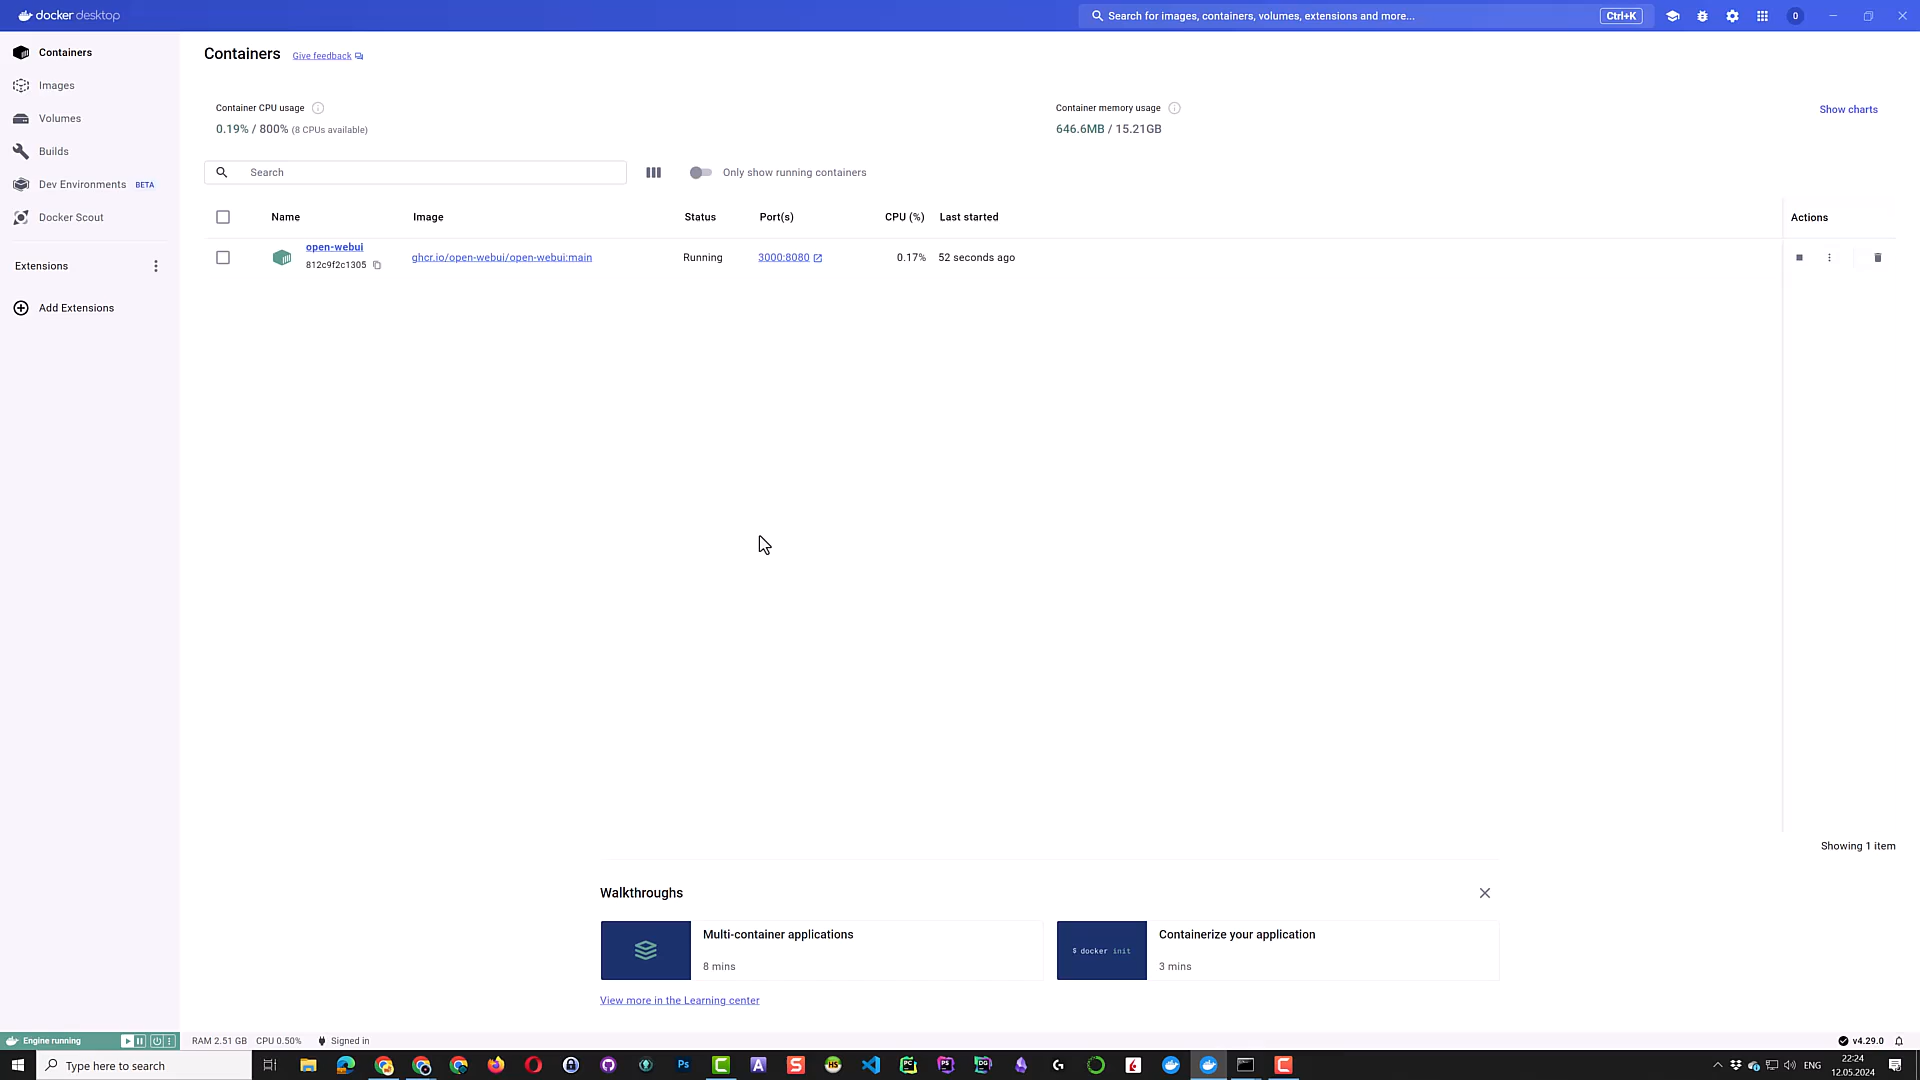 docker desktop
Search for images, containers, volumes, extensions and more...
Ctrl+K
Containers
Images
Volumes
Builds
Dev Environments BETA
Docker Scout
Extensions
Add Extensions
Containers
Give feedback
Container CPU usage
0.19% / 800% (8 CPUs available)
Container memory usage
646.6MB / 15.21GB
Show charts
Search
Only show running containers
Name Image Status Port(s) CPU (%) Last started Actions
open-webui
812c9f2c1305
ghcr.io/open-webui/open-webui:main
Running
3000:8080
0.17%
52 seconds ago
Showing 1 item
Walkthroughs
Multi-container applications
8 mins
$ docker init
Containerize your application
3 mins
View more in the Learning center
Engine running
RAM 2.51 GB CPU 0.50%
Signed in
v4.29.0
Type here to search
Ps
A
S
HS
PC
PS
DG
C
ENG
22:24
12.05.2024